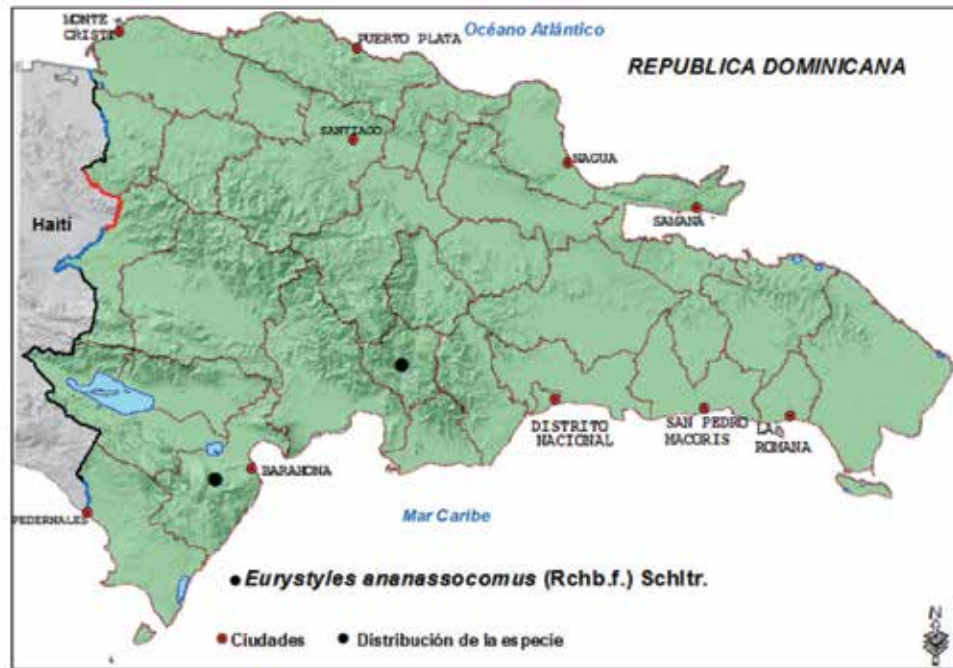 MONTE
CRISTI
PUERTO PLATA
Océano Atlántico
REPUBLICA DOMINICANA
SANTIAGO
NAGUA
SAMANA
Haití
DISTRITO
NACIONAL
SAN PEDRO
MACORIS
LA
ROMANA
BARAHONA
PEDERNALES
Mar Caribe
Eurystyles ananassocomus (Rchb.f.) Schltr.
Ciudades
Distribución de la especie
N